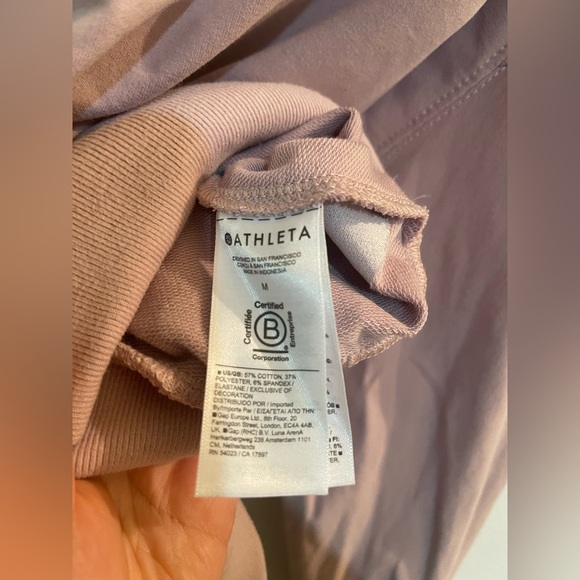 ATHLETA
DESIGNED IN SAN FRANCISCO
CONÇU À SAN FRANCISCO
MADE IN INDONESIA
M
Certified
Certifiée
B
Entreprise
Corporation
■ US/GB: 57% COTTON, 37%
POLYESTER, 6% SPANDEX /
ELASTANE / EXCLUSIVE OF
DECORATION
DISTRIBUIDO POR / Imported
By/Importé Par / ΕΙΣΑΓΕΤΑΙ ΑΠΟ ΤΗΝ
■ Gap Europe Ltd., 8th Floor, 20
Farringdon Street, London, EC4A 4AB,
UK, ■ Gap (RHC) B.V. Luna ArenA
Herikerbergweg 238 Amsterdam 1101
CM, Netherlands
RN 54023 / CA 17897